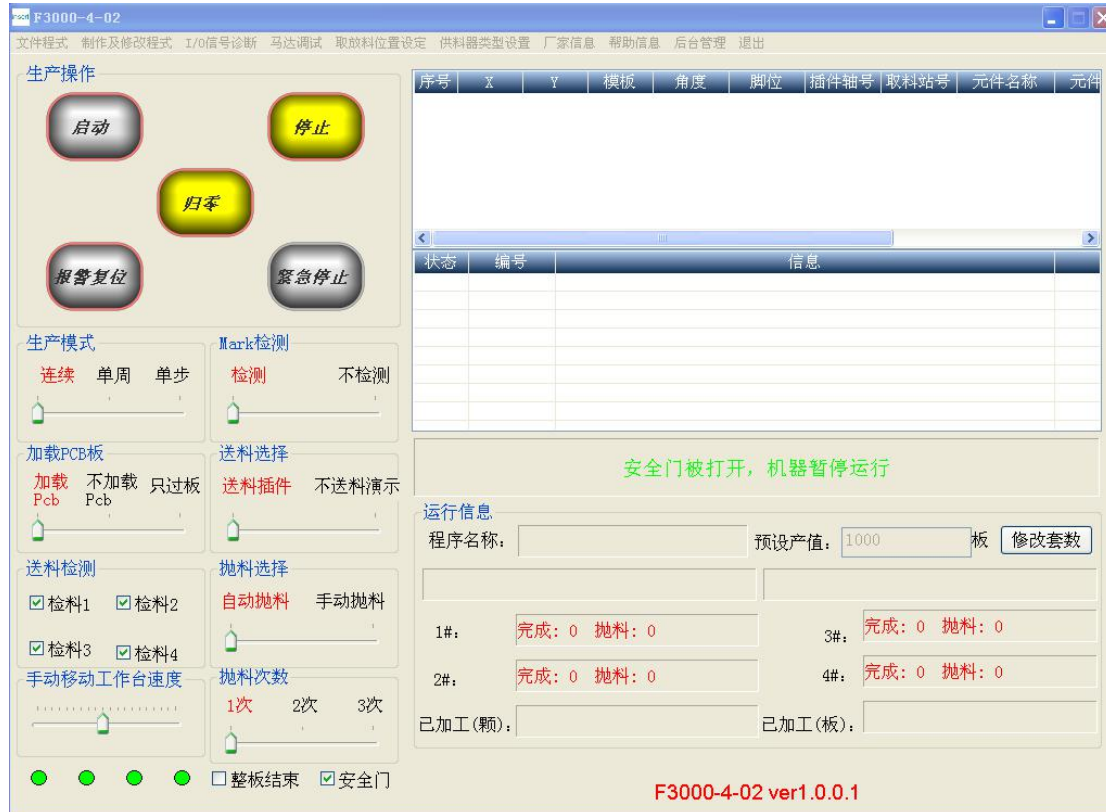 F3000-4-02
文件程式 制作及修改程式 I/O信号诊断 马达调试 取放料位置设定 供料器类型设置 厂家信息 帮助信息 后台管理 退出
生产操作
启动
停止
归零
报警复位
紧急停止
序号 X Y 模板 角度 脚位 插件轴号 取料站号 元件名称 元件
状态 编号 信息
生产模式
连续 单周 单步
Mark检测
检测 不检测
加载PCB板
加载Pcb 不加载Pcb 只过板
送料选择
送料插件 不送料演示
安全门被打开，机器暂停运行
送料检测
检料1 检料2
检料3 检料4
抛料选择
自动抛料 手动抛料
手动移动工作台速度
抛料次数
1次 2次 3次
整板结束 安全门
运行信息
程序名称： 预设产值：1000 板 修改套数
1#： 完成：0 抛料：0
3#： 完成：0 抛料：0
2#： 完成：0 抛料：0
4#： 完成：0 抛料：0
已加工(颗)： 已加工(板)：
F3000-4-02 ver1.0.0.1